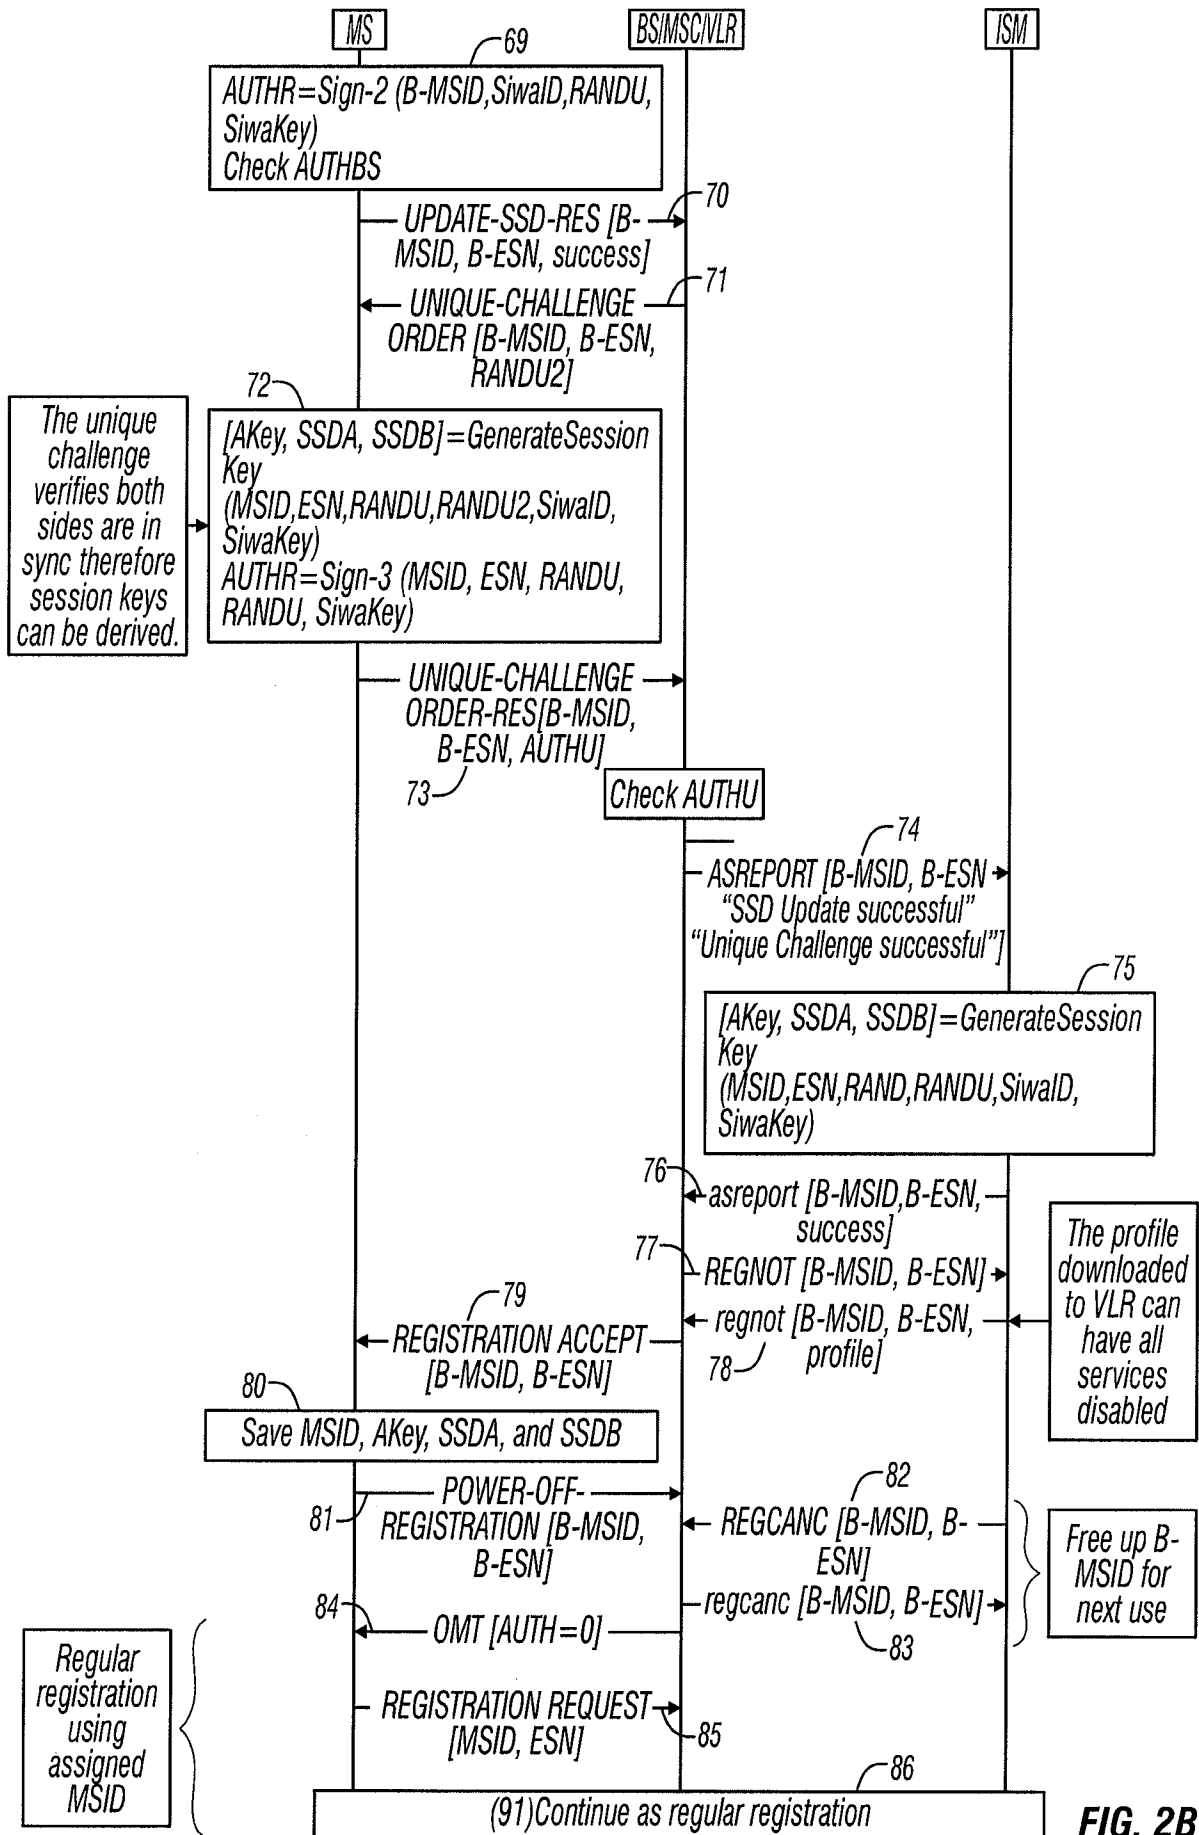 MS
BS/MSC/VLR
ISM
69
AUTHR=Sign-2 (B-MSID,SiwaID,RANDU,
SiwaKey)
Check AUTHBS
70
UPDATE-SSD-RES [B-
MSID, B-ESN, success]
71
UNIQUE-CHALLENGE
ORDER [B-MSID, B-ESN,
RANDU2]
72
The unique
challenge
verifies both
sides are in
sync therefore
session keys
can be derived.
[AKey, SSDA, SSDB]=GenerateSession
Key
(MSID,ESN,RANDU,RANDU2,SiwaID,
SiwaKey)
AUTHR=Sign-3 (MSID, ESN, RANDU,
RANDU, SiwaKey)
UNIQUE-CHALLENGE
ORDER-RES[B-MSID,
B-ESN, AUTHU]
73
Check AUTHU
74
ASREPORT [B-MSID, B-ESN
“SSD Update successful”
“Unique Challenge successful”]
75
[AKey, SSDA, SSDB]=GenerateSession
Key
(MSID,ESN,RAND,RANDU,SiwaID,
SiwaKey)
76
asreport [B-MSID,B-ESN,
success]
77
REGNOT [B-MSID, B-ESN]
The profile
downloaded
to VLR can
have all
services
disabled
regnot [B-MSID, B-ESN,
profile]
78
79
REGISTRATION ACCEPT
[B-MSID, B-ESN]
80
Save MSID, AKey, SSDA, and SSDB
81
POWER-OFF-
REGISTRATION [B-MSID,
B-ESN]
82
REGCANC [B-MSID, B-
ESN]
regcanc [B-MSID, B-ESN]
83
Free up B-
MSID for
next use
84
OMT [AUTH=0]
Regular
registration
using
assigned
MSID
REGISTRATION REQUEST
[MSID, ESN]
85
86
(91)Continue as regular registration
FIG. 2B